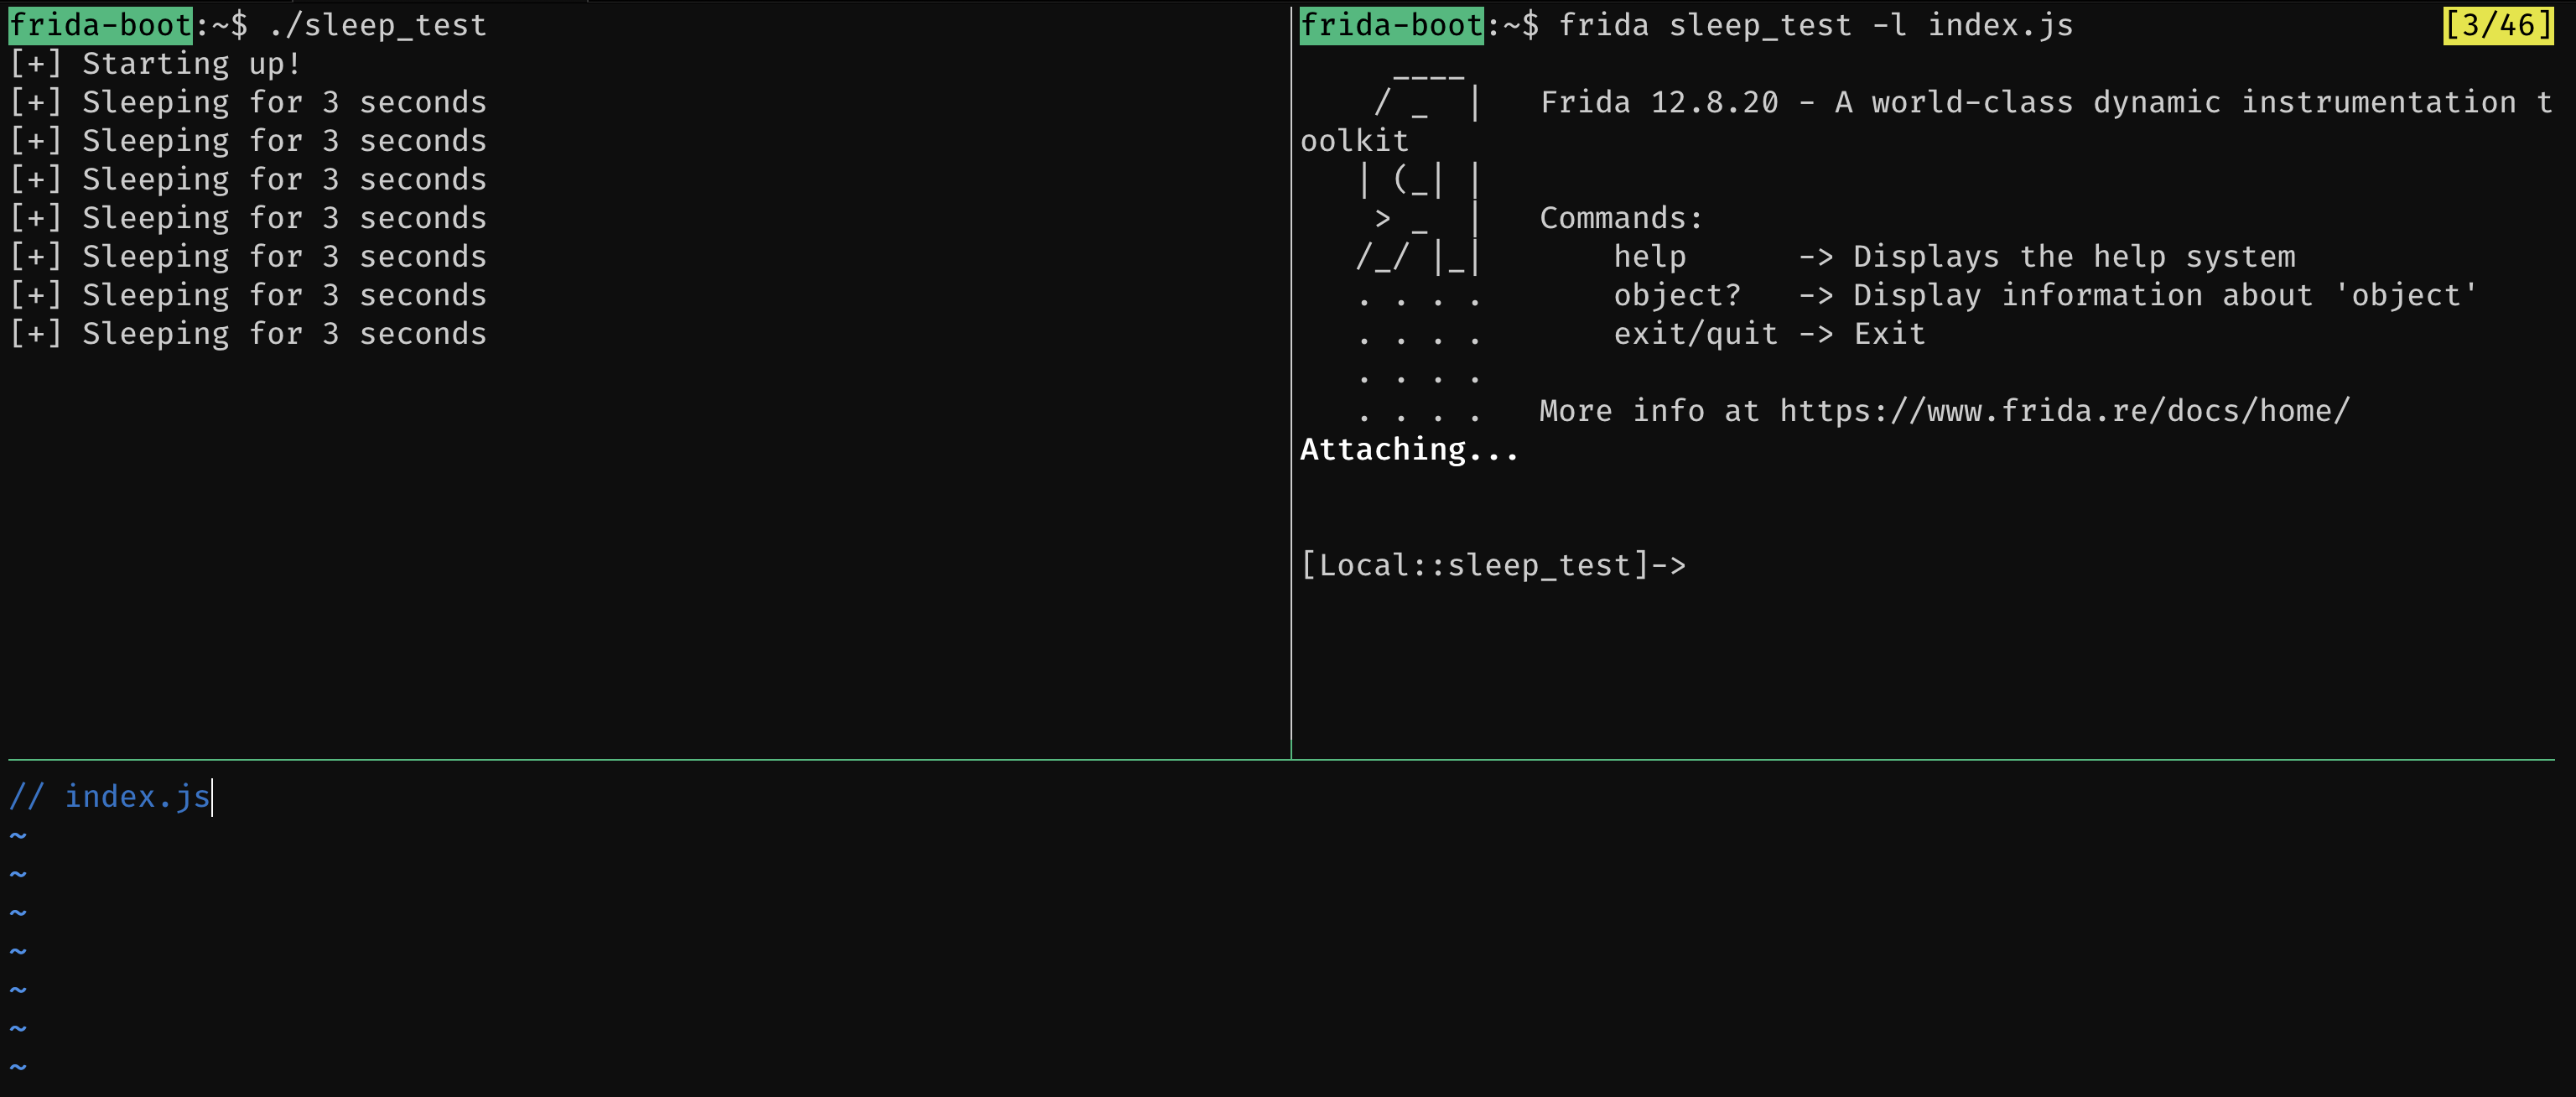 frida-boot:~$ ./sleep_test
[+] Starting up!
[+] Sleeping for 3 seconds
[+] Sleeping for 3 seconds
[+] Sleeping for 3 seconds
[+] Sleeping for 3 seconds
[+] Sleeping for 3 seconds
[+] Sleeping for 3 seconds
[+] Sleeping for 3 seconds
frida-boot:~$ frida sleep_test -l index.js [3/46]
     ____
    / _  |   Frida 12.8.20 - A world-class dynamic instrumentation t
oolkit
   | (_| |
    > _  |   Commands:
   /_/ |_|       help      -> Displays the help system
   . . . .       object?   -> Display information about 'object'
   . . . .       exit/quit -> Exit
   . . . .
   . . . .   More info at https://www.frida.re/docs/home/
Attaching...
[Local::sleep_test]->
// index.js
~
~
~
~
~
~
~